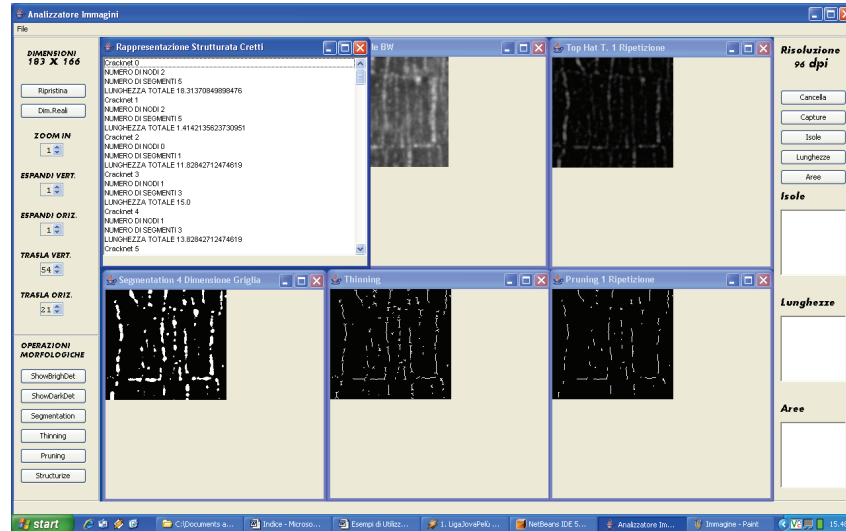 Analizzatore Immagini
File
DIMENSIONI
183 X 166
Ripristina
Dim.Reali
ZOOM IN
1
ESPANDI VERT.
1
ESPANDI ORIZ.
1
TRASLA VERT.
54
TRASLA ORIZ.
21
OPERAZIONI
MORFOLOGICHE
ShowBrighDet
ShowDarkDet
Segmentation
Thinning
Pruning
Structurize
Rappresentazione Strutturata Cretti
Cracknet 0
NUMERO DI NODI 2
NUMERO DI SEGMENTI 5
LUNGHEZZA TOTALE 18.31370849898476
Cracknet 1
NUMERO DI NODI 2
NUMERO DI SEGMENTI 5
LUNGHEZZA TOTALE 1.4142135623730951
Cracknet 2
NUMERO DI NODI 0
NUMERO DI SEGMENTI 1
LUNGHEZZA TOTALE 11.82842712474619
Cracknet 3
NUMERO DI NODI 1
NUMERO DI SEGMENTI 3
LUNGHEZZA TOTALE 15.0
Cracknet 4
NUMERO DI NODI 1
NUMERO DI SEGMENTI 3
LUNGHEZZA TOTALE 13.82842712474619
Cracknet 5
le BW
Top Hat T. 1 Ripetizione
Segmentation 4 Dimensione Griglia
Thinning
Pruning 1 Ripetizione
Risoluzione
96 dpi
Cancella
Capture
Isole
Lunghezze
Aree
Isole
Lunghezze
Aree
start
C:\Documents a...
Indice - Microso...
Esempi di Utilizz...
1. LigaJovaPelù ...
NetBeans IDE 5...
Analizzatore Im...
Immagine - Paint